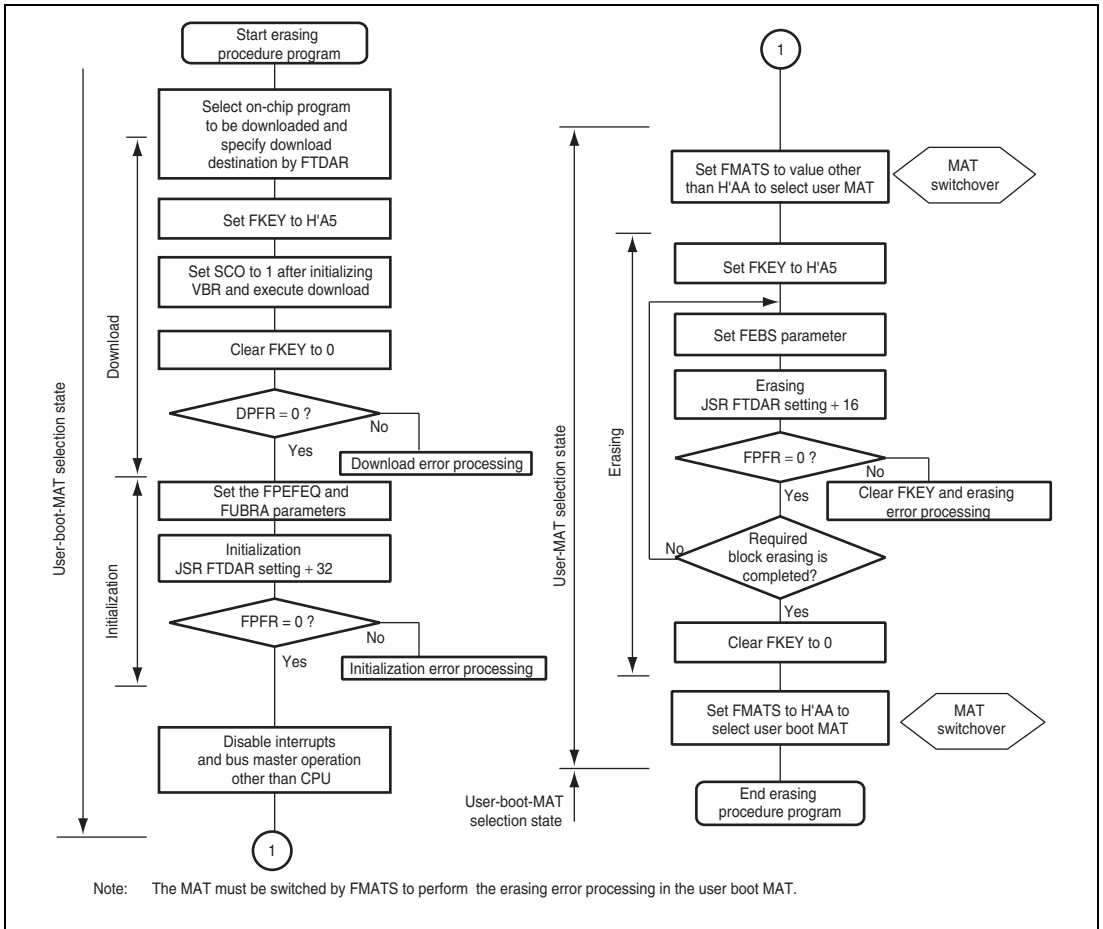 Start erasing
procedure program
Select on-chip program
to be downloaded and
specify download
destination by FTDAR
Set FKEY to H'A5
Set SCO to 1 after initializing
VBR and execute download
Clear FKEY to 0
DPFR = 0 ?
No
Yes
Download error processing
Set the FPEFEQ and
FUBRA parameters
Initialization
JSR FTDAR setting + 32
FPFR = 0 ?
No
Yes
Initialization error processing
Disable interrupts
and bus master operation
other than CPU
1
User-boot-MAT selection state
Download
Initialization
1
Set FMATS to value other
than H'AA to select user MAT
MAT
switchover
Set FKEY to H'A5
Set FEBS parameter
Erasing
JSR FTDAR setting + 16
FPFR = 0 ?
No
Yes
Clear FKEY and erasing
error processing
Required
block erasing is
completed?
No
Yes
Clear FKEY to 0
Set FMATS to H'AA to
select user boot MAT
MAT
switchover
End erasing
procedure program
User-MAT selection state
Erasing
User-boot-MAT
selection state
Note: The MAT must be switched by FMATS to perform the erasing error processing in the user boot MAT.